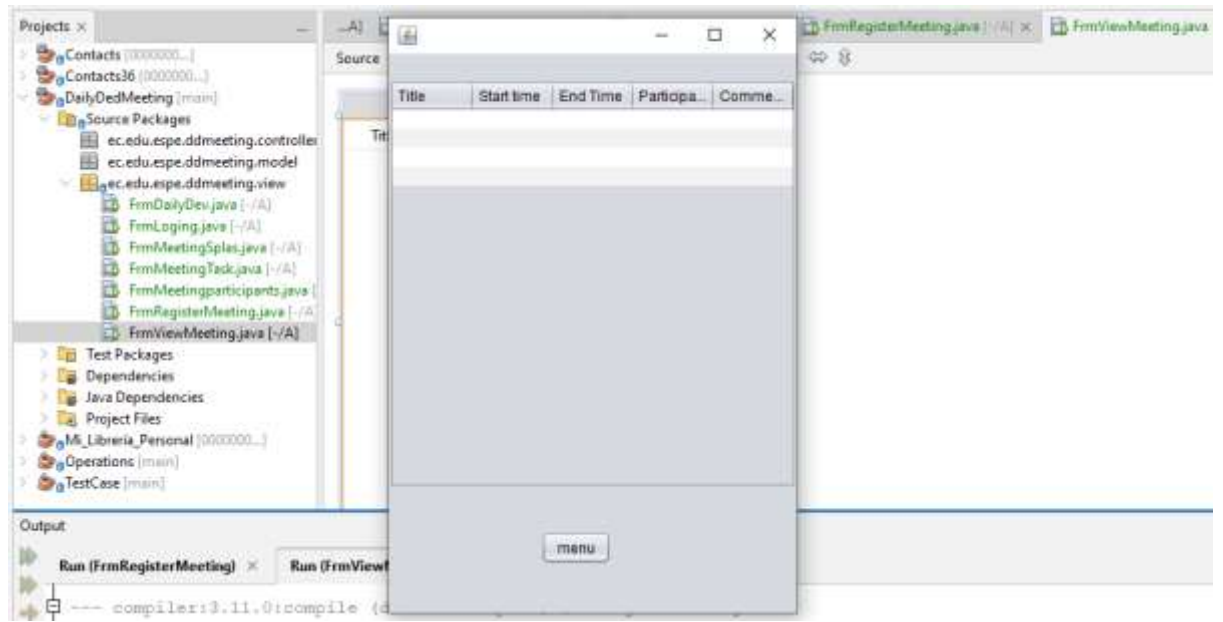 Projects ×
Contacts [0000000...]
Contacts36 [0000000...]
DailyDedMeeting [main]
Source Packages
ec.edu.espe.ddmeeting.controller
ec.edu.espe.ddmeeting.model
ec.edu.espe.ddmeeting.view
FrmDailyDev.java [-/A]
FrmLoging.java [-/A]
FrmMeetingSplas.java [-/A]
FrmMeetingTask.java [-/A]
FrmMeetingparticipants.java [
FrmRegisterMeeting.java [-/A
FrmViewMeeting.java [-/A]
Test Packages
Dependencies
Java Dependencies
Project Files
Mi_Librería_Personal [0000000...]
Operations [main]
TestCase [main]
...A]
FrmRegisterMeeting.java [-/A] ×
FrmViewMeeting.java
Source
Tit
Title Start time End Time Participa... Comme...
menu
Output
Run (FrmRegisterMeeting) ×
Run (FrmView
--- compiler:3.11.0:compile (d